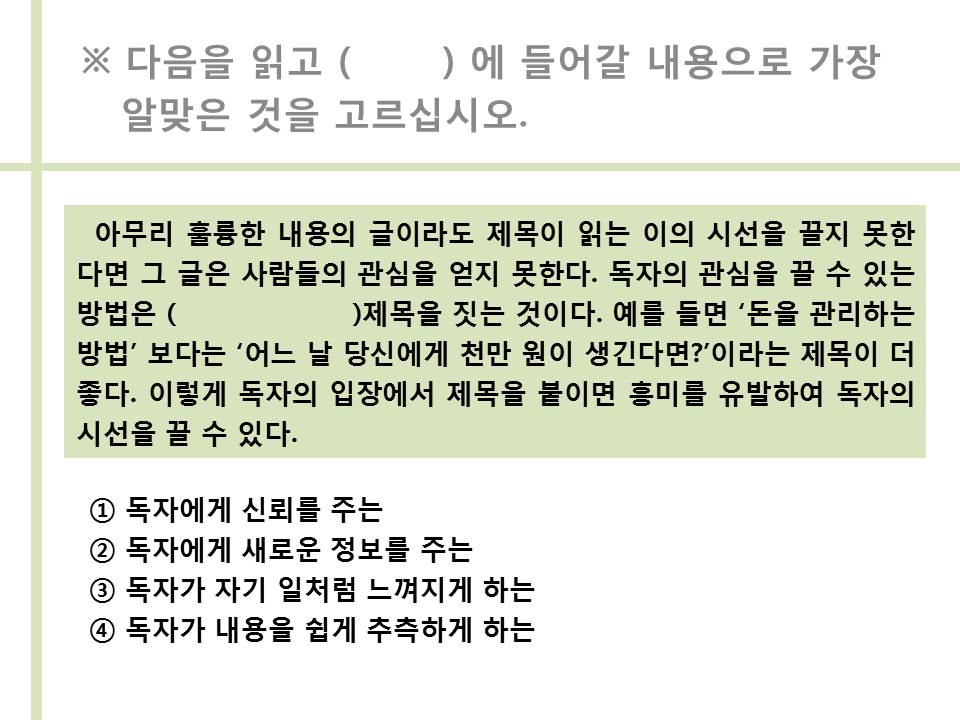 ※ 다음을 읽고 (      ) 에 들어갈 내용으로 가장
알맞은 것을 고르십시오.
아무리 훌륭한 내용의 글이라도 제목이 읽는 이의 시선을 끌지 못한
다면 그 글은 사람들의 관심을 얻지 못한다. 독자의 관심을 끌 수 있는
방법은 (                )제목을 짓는 것이다. 예를 들면 ‘돈을 관리하는
방법’ 보다는 ‘어느 날 당신에게 천만 원이 생긴다면?’이라는 제목이 더
좋다. 이렇게 독자의 입장에서 제목을 붙이면 흥미를 유발하여 독자의
시선을 끌 수 있다.
① 독자에게 신뢰를 주는
② 독자에게 새로운 정보를 주는
③ 독자가 자기 일처럼 느껴지게 하는
④ 독자가 내용을 쉽게 추측하게 하는